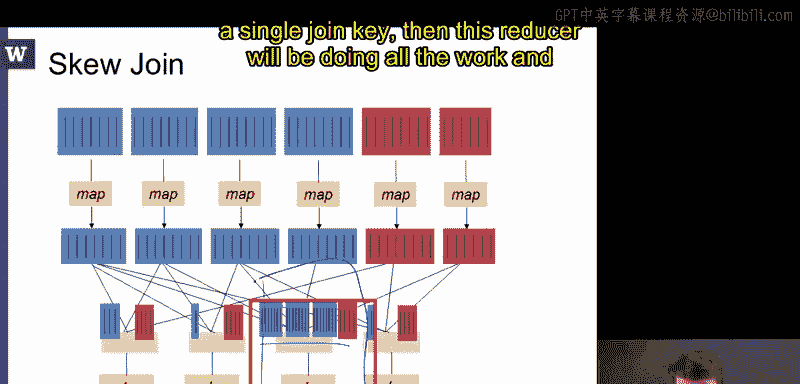 GPT中英字幕课程资源@bilibili.com
a single join key, then this reducer
will be doing all the work and
W
Skew Join
map map map map map map